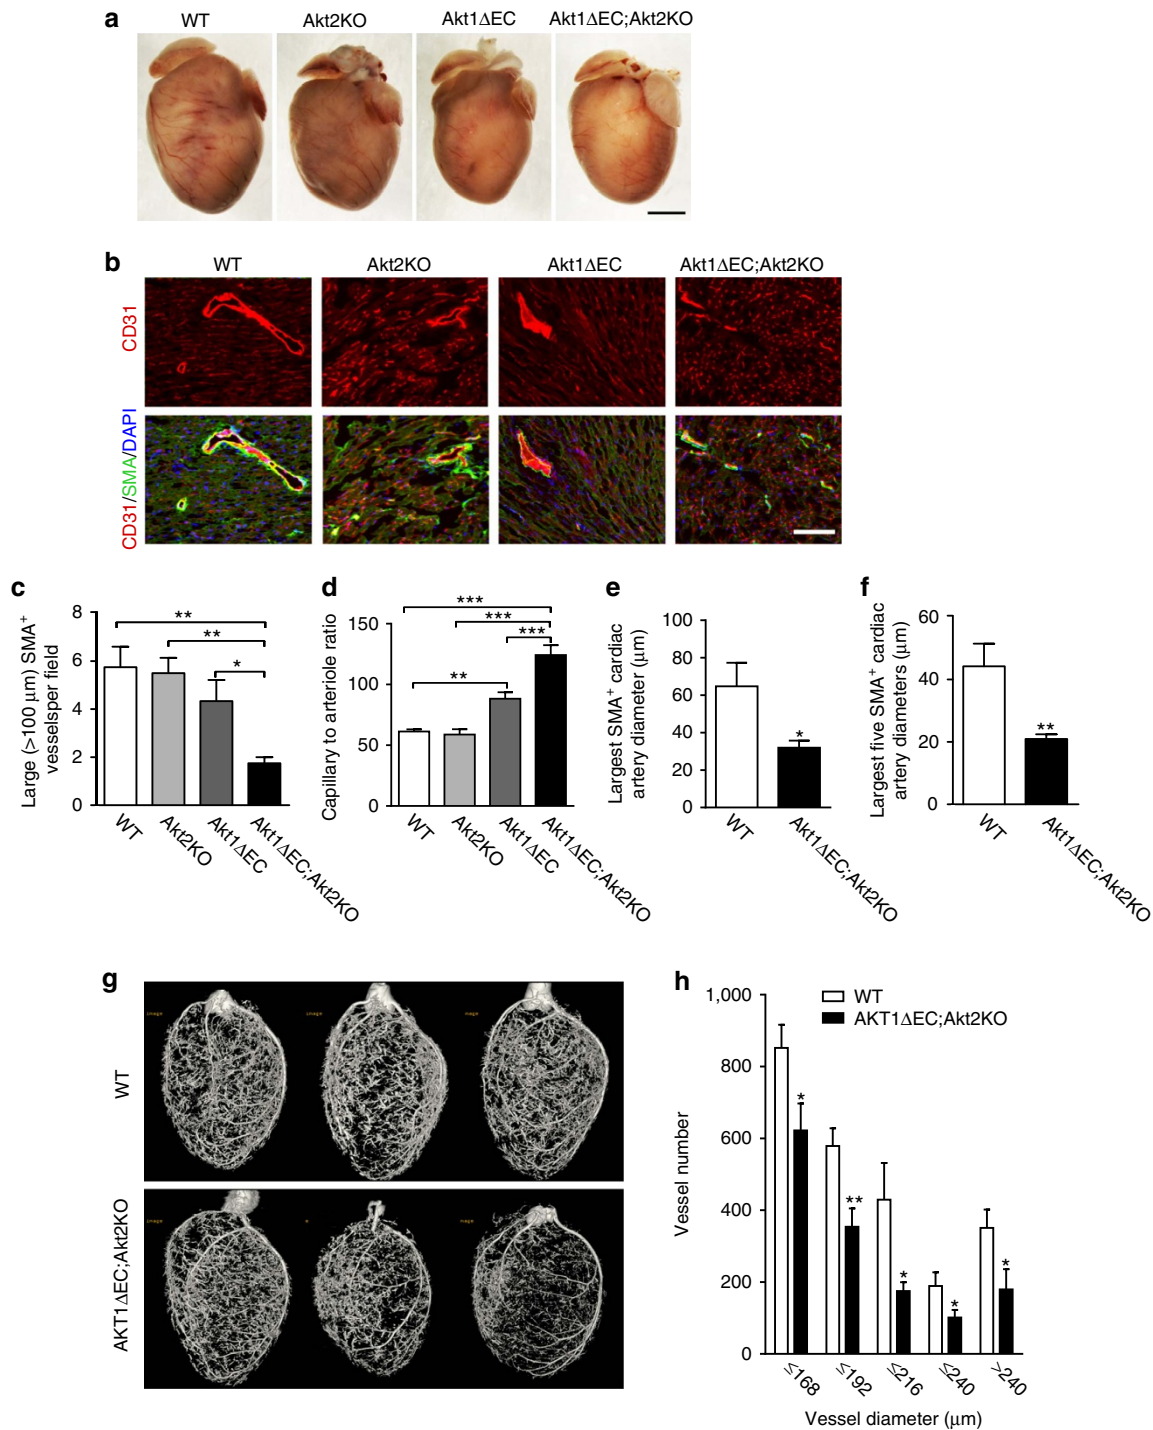 a
WT
Akt2KO
Akt1ΔEC
Akt1ΔEC;Akt2KO
b
WT
Akt2KO
Akt1ΔEC
Akt1ΔEC;Akt2KO
CD31
CD31/SMA/DAPI
c
Large (>100 μm) SMA+
vesselsper field
8
6
4
2
0
**
**
*
WT
Akt2KO
Akt1ΔEC
Akt1ΔEC;Akt2KO
d
Capillary to arteriole ratio
150
100
50
0
***
***
***
**
WT
Akt2KO
Akt1ΔEC
Akt1ΔEC;Akt2KO
e
Largest SMA+ cardiac
artery diameter (μm)
100
80
60
40
20
0
*
WT
Akt1ΔEC;Akt2KO
f
Largest five SMA+ cardiac
artery diameters (μm)
60
40
20
0
**
WT
Akt1ΔEC;Akt2KO
g
WT
image
image
mage
AKT1ΔEC;Akt2KO
image
mage
h
WT
AKT1ΔEC;Akt2KO
Vessel number
1,000
800
600
400
200
0
*
**
*
*
*
≤168
≤192
≤216
≤240
>240
Vessel diameter (μm)